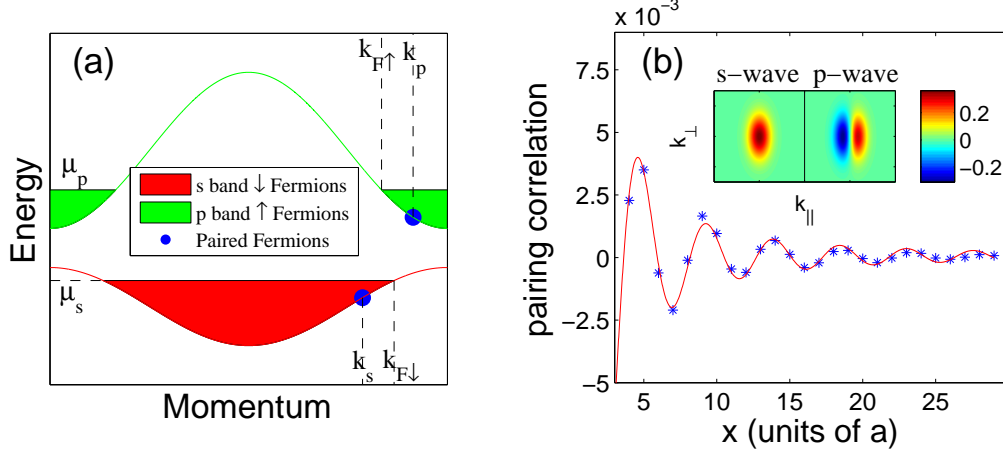 (a)
k_F↑ k_p
μ_p
s band ↓ Fermions
p band ↑ Fermions
Paired Fermions
μ_s
k_s k_F↓
Energy
Momentum
x 10^−3
(b)
s−wave p−wave
0.2
0
−0.2
k_⊥
k_||
7.5
5
2.5
0
−2.5
−5
5 10 15 20 25
pairing correlation
x (units of a)